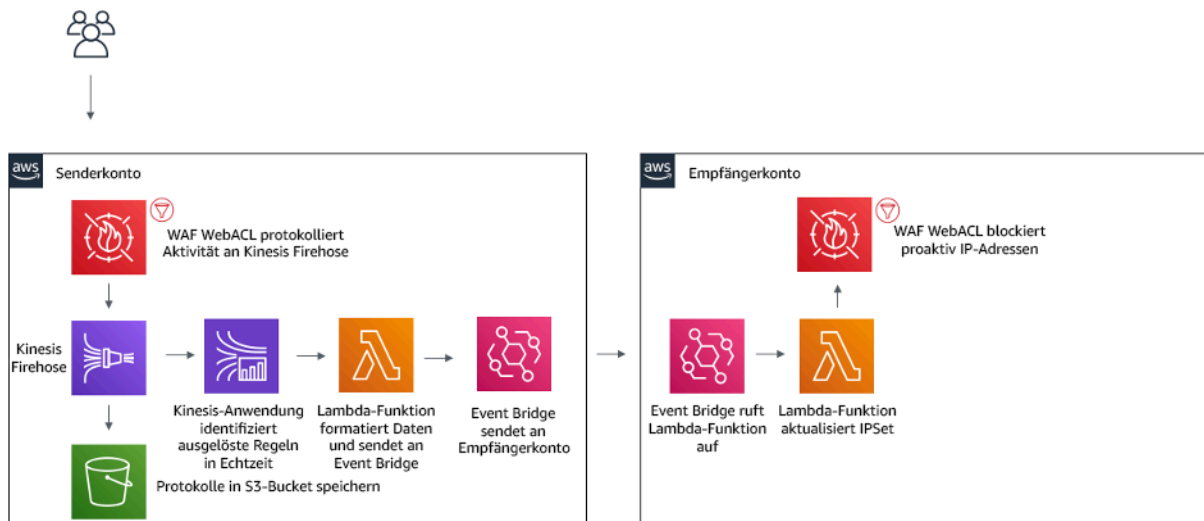 aws
Senderkonto
WAF WebACL protokolliert
Aktivität an Kinesis Firehose
Kinesis
Firehose
Kinesis-Anwendung
identifiziert
ausgelöste Regeln
in Echtzeit
Lambda-Funktion
formatiert Daten
und sendet an
Event Bridge
Event Bridge
sendet an
Empfängerkonto
Protokolle in S3-Bucket speichern
aws
Empfängerkonto
WAF WebACL blockiert
proaktiv IP-Adressen
Event Bridge ruft
Lambda-Funktion
auf
Lambda-Funktion
aktualisiert IPSet